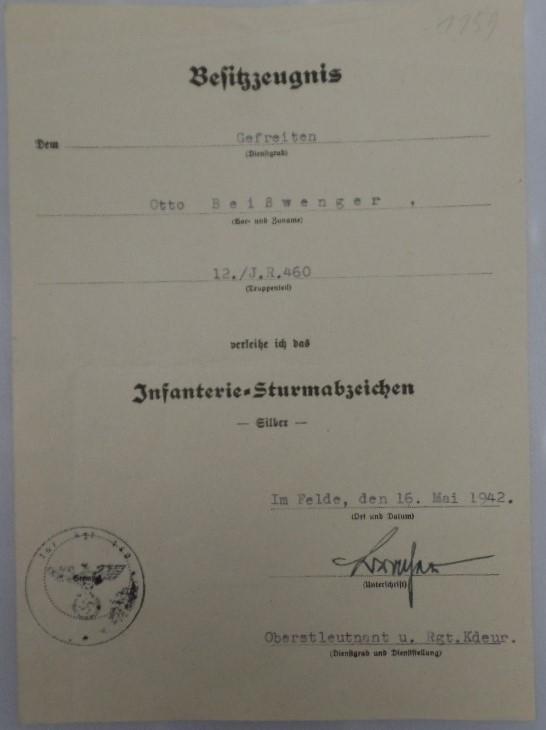 1959
Besitzzeugnis
Dem Gefreiten
(Dienstgrad)
Otto Beißwenger .
(Vor- und Zuname)
12./J.R.460
(Truppenteil)
verleihe ich das
Infanterie-Sturmabzeichen
— Silber —
Im Felde, den 16. Mai 1942.
(Ort und Datum)
(Unterschrift)
Oberstleutnant u. Rgt.Kdeur.
(Dienstgrad und Dienststellung)